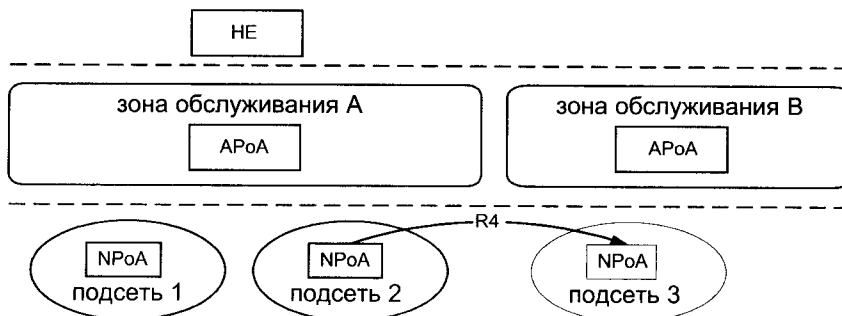 HE
зона обслуживания A
APoA
зона обслуживания B
APoA
R4
NPoA
подсеть 1
NPoA
подсеть 2
NPoA
подсеть 3